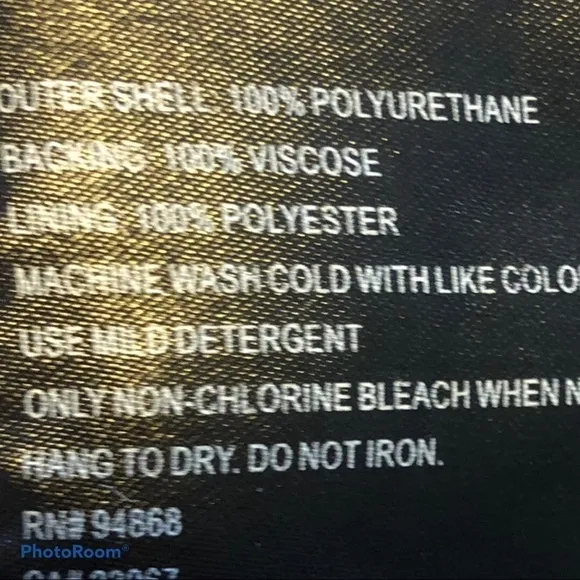 OUTER SHELL: 100% POLYURETHANE
BACKING: 100% VISCOSE
LINING: 100% POLYESTER
MACHINE WASH COLD WITH LIKE COLO
USE MILD DETERGENT
ONLY NON-CHLORINE BLEACH WHEN N
HANG TO DRY. DO NOT IRON.
RN# 94868
PhotoRoom